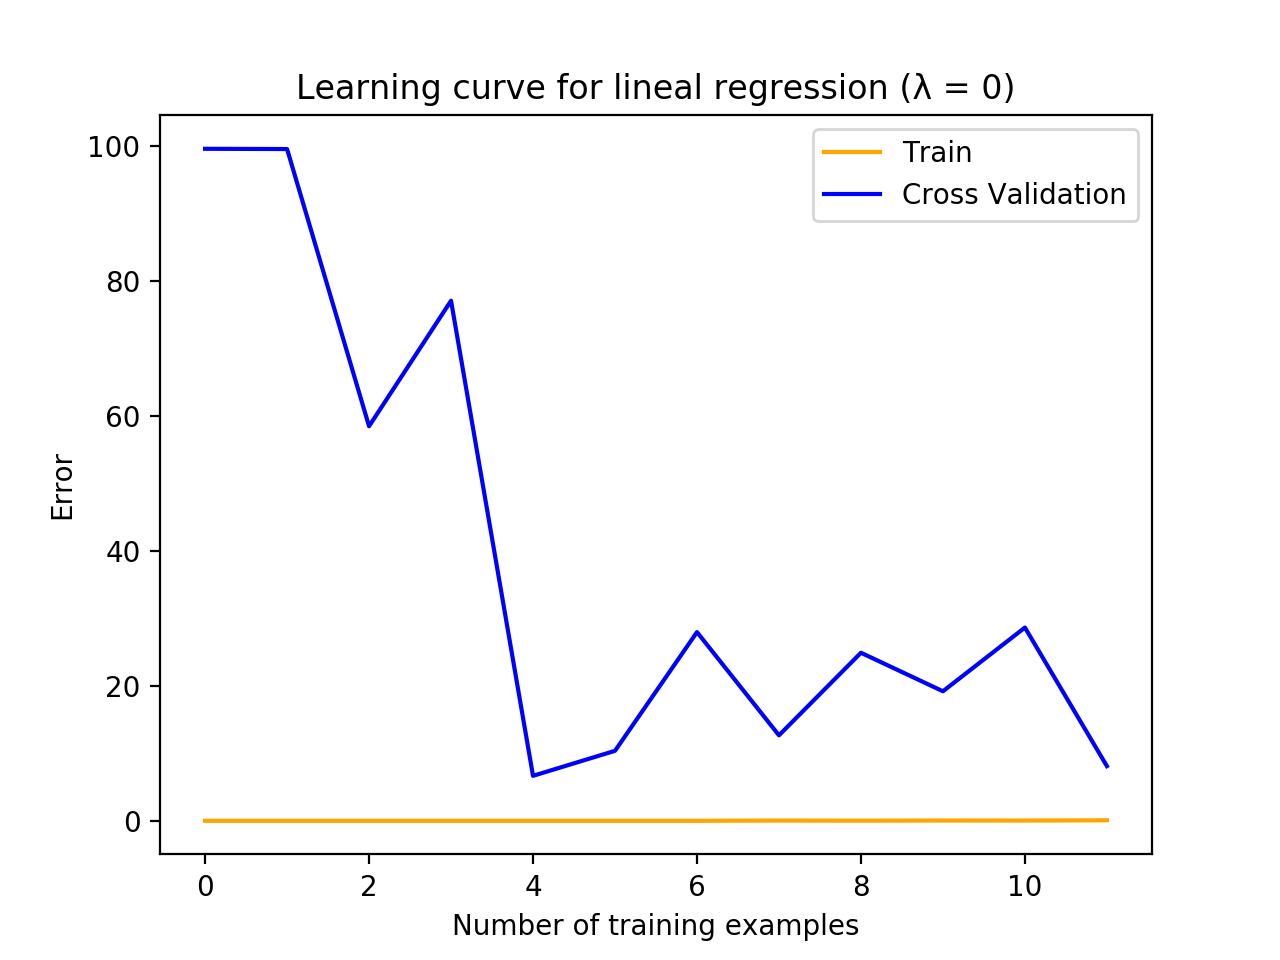 Learning curve for lineal regression (λ = 0)
Train
Cross Validation
100
80
60
40
20
0
Error
0 2 4 6 8 10
Number of training examples